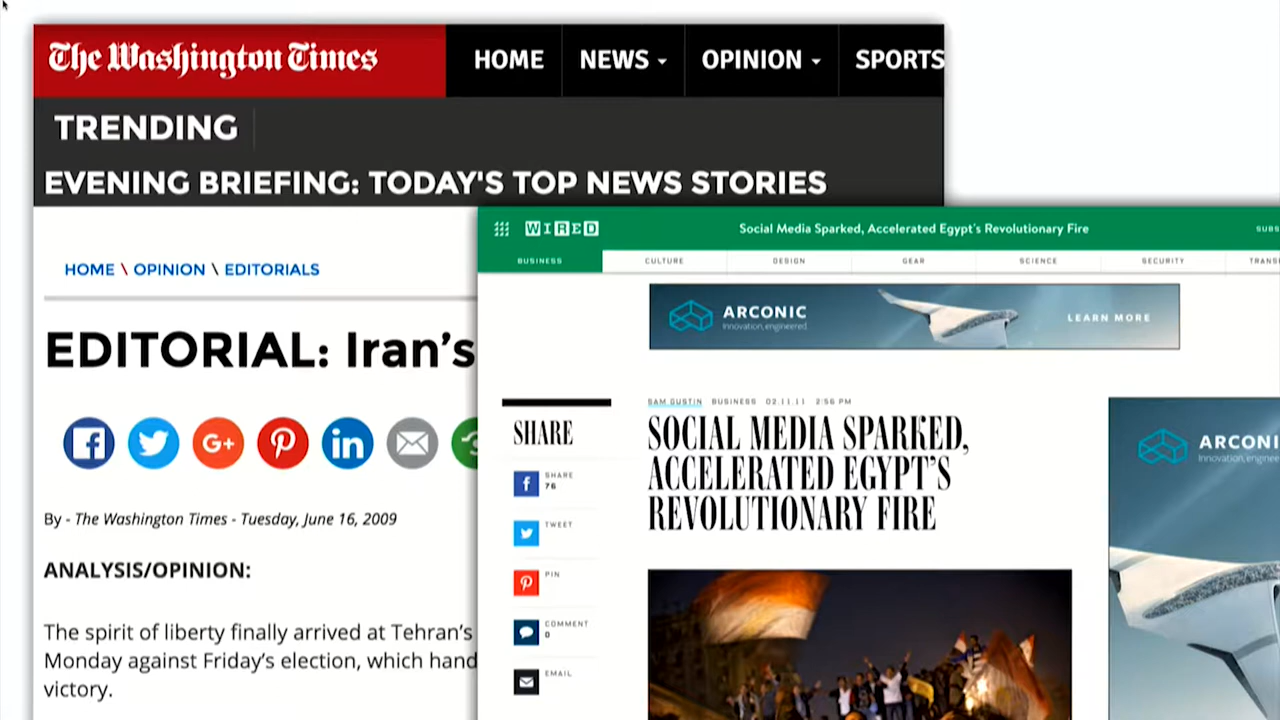 The Washington Times
HOME
NEWS
OPINION
SPORTS
TRENDING
EVENING BRIEFING: TODAY'S TOP NEWS STORIES
HOME \ OPINION \ EDITORIALS
EDITORIAL: Iran's
G+
in
By - The Washington Times - Tuesday, June 16, 2009
ANALYSIS/OPINION:
The spirit of liberty finally arrived at Tehran's
Monday against Friday's election, which hand
victory.
WIRED
Social Media Sparked, Accelerated Egypt's Revolutionary Fire
SUBS
BUSINESS
CULTURE
DESIGN
GEAR
SCIENCE
SECURITY
TRANS
ARCONIC
Innovation, engineered.
LEARN MORE
SHARE
SHARE
76
TWEET
PIN
COMMENT
0
EMAIL
SAM GUSTIN BUSINESS 02.11.11 2:56 PM
SOCIAL MEDIA SPARKED,
ACCELERATED EGYPT'S
REVOLUTIONARY FIRE
ARCONI
Innovation, enginee